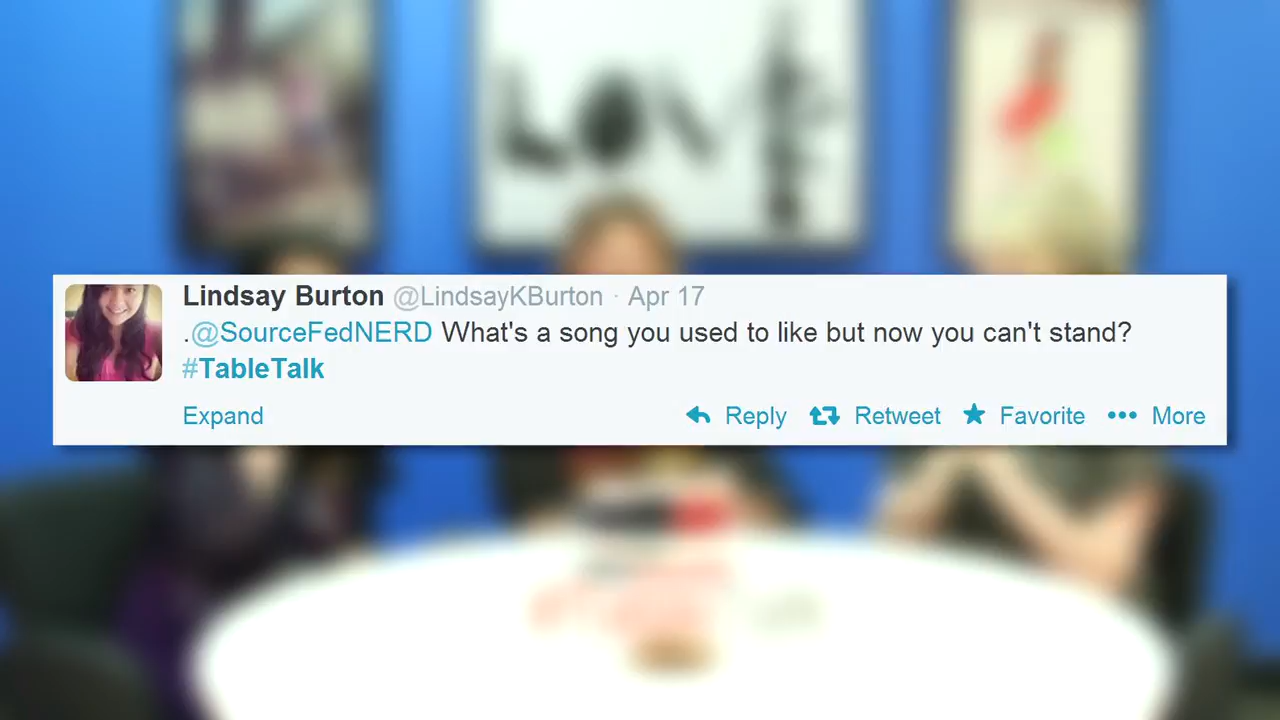 Lindsay Burton @LindsayKBurton · Apr 17
.@SourceFedNERD What's a song you used to like but now you can't stand?
#TableTalk
Expand Reply Retweet Favorite More